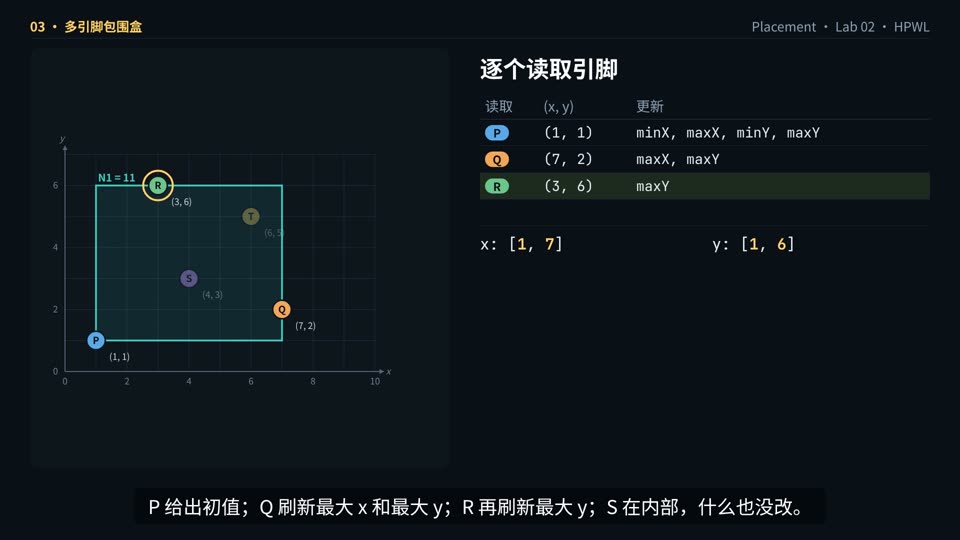 03 • 多引脚包围盒
Placement • Lab 02 • HPWL
逐个读取引脚
读取 (x, y) 更新
P (1, 1) minX, maxX, minY, maxY
Q (7, 2) maxX, maxY
R (3, 6) maxY
x: [1, 7] y: [1, 6]
y
N1 = 11
6
R
(3, 6)
T
(6, 5)
4
S
(4, 3)
2
Q
(7, 2)
P
(1, 1)
0
0 2 4 6 8 10 x
P 给出初值；Q 刷新最大 x 和最大 y；R 再刷新最大 y；S 在内部，什么也没改。